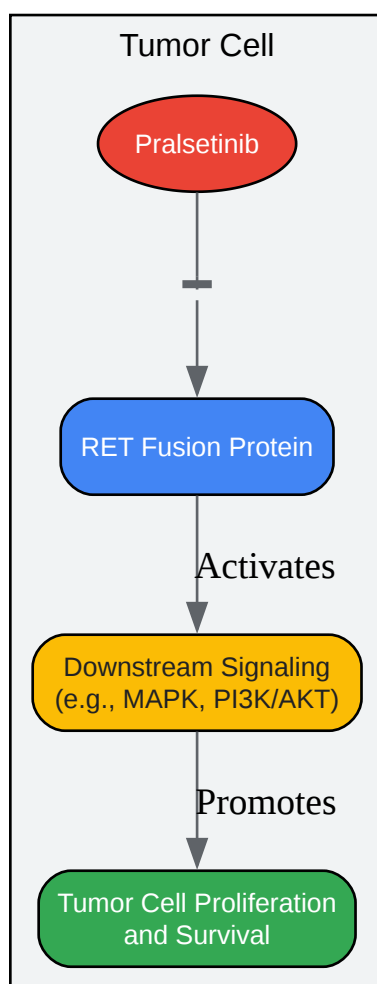 Tumor Cell
Pralsetinib
RET Fusion Protein
Activates
Downstream Signaling
(e.g., MAPK, PI3K/AKT)
Promotes
Tumor Cell Proliferation
and Survival